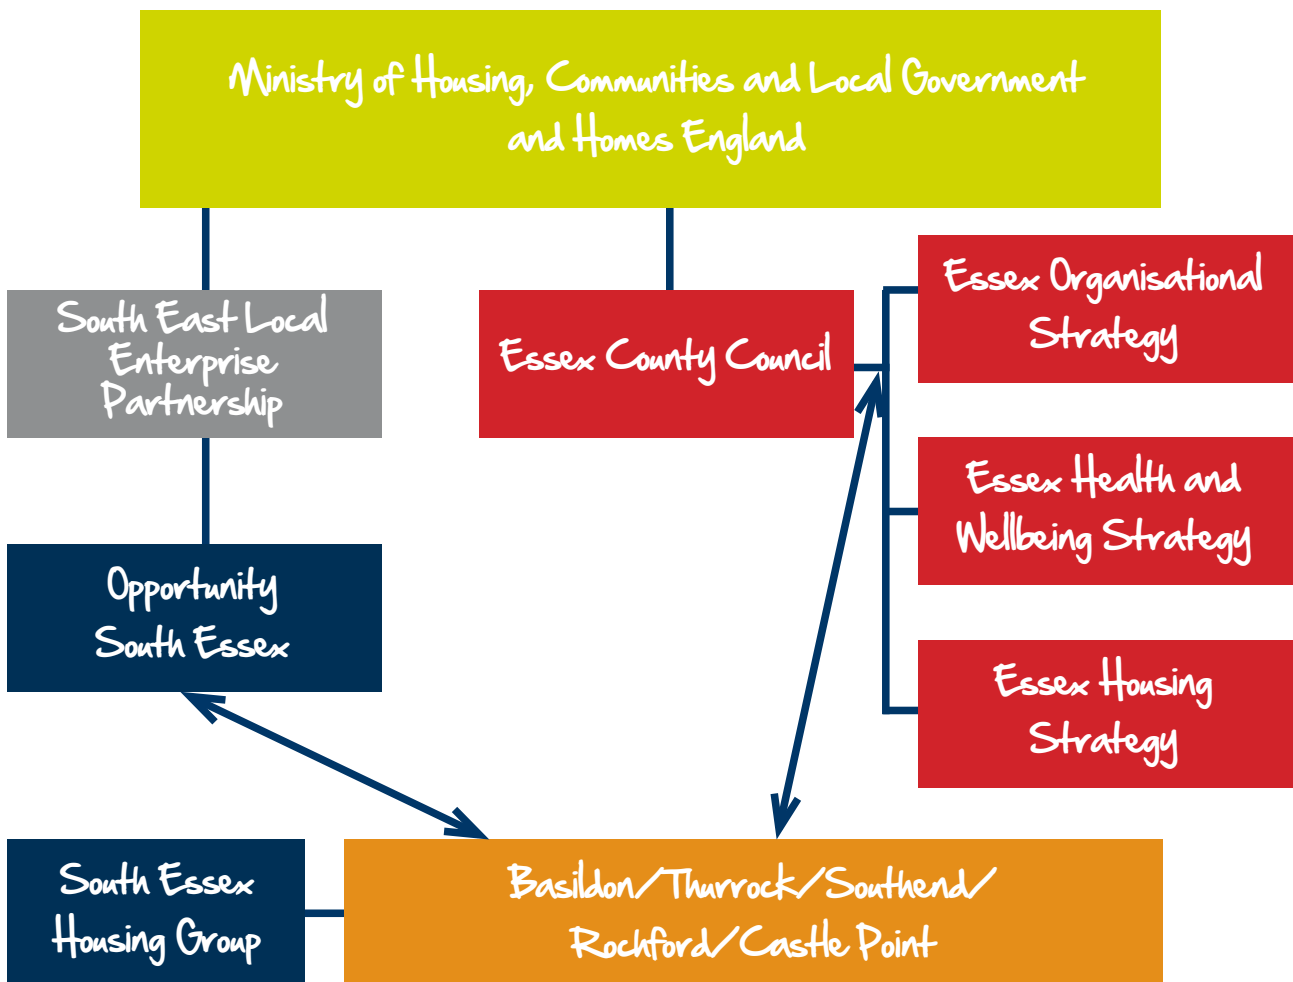 Ministry of Housing, Communities and Local Government
and Homes England
South East Local
Enterprise
Partnership
Essex County Council
Essex Organisational
Strategy
Essex Health and
Wellbeing Strategy
Opportunity
South Essex
Essex Housing
Strategy
South Essex
Housing Group
Basildon/Thurrock/Southend/
Rochford/Castle Point